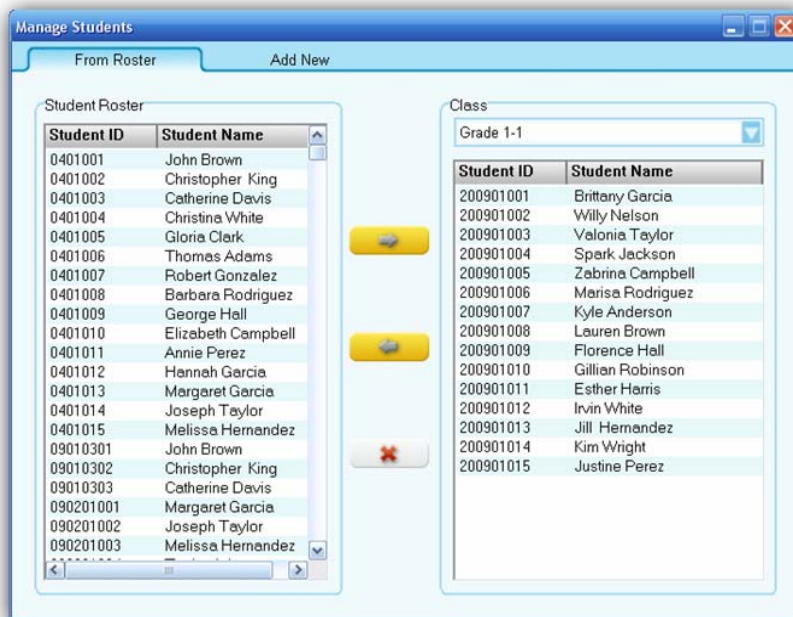 Manage Students
From Roster
Add New
Student Roster
Student ID Student Name
0401001 John Brown
0401002 Christopher King
0401003 Catherine Davis
0401004 Christina White
0401005 Gloria Clark
0401006 Thomas Adams
0401007 Robert Gonzalez
0401008 Barbara Rodriguez
0401009 George Hall
0401010 Elizabeth Campbell
0401011 Annie Perez
0401012 Hannah Garcia
0401013 Margaret Garcia
0401014 Joseph Taylor
0401015 Melissa Hernandez
09010301 John Brown
09010302 Christopher King
09010303 Catherine Davis
090201001 Margaret Garcia
090201002 Joseph Taylor
090201003 Melissa Hernandez
Class
Grade 1-1
Student ID Student Name
200901001 Brittany Garcia
200901002 Willy Nelson
200901003 Valonia Taylor
200901004 Spark Jackson
200901005 Zabrina Campbell
200901006 Marisa Rodriguez
200901007 Kyle Anderson
200901008 Lauren Brown
200901009 Florence Hall
200901010 Gillian Robinson
200901011 Esther Harris
200901012 Irvin White
200901013 Jill Hernandez
200901014 Kim Wright
200901015 Justine Perez